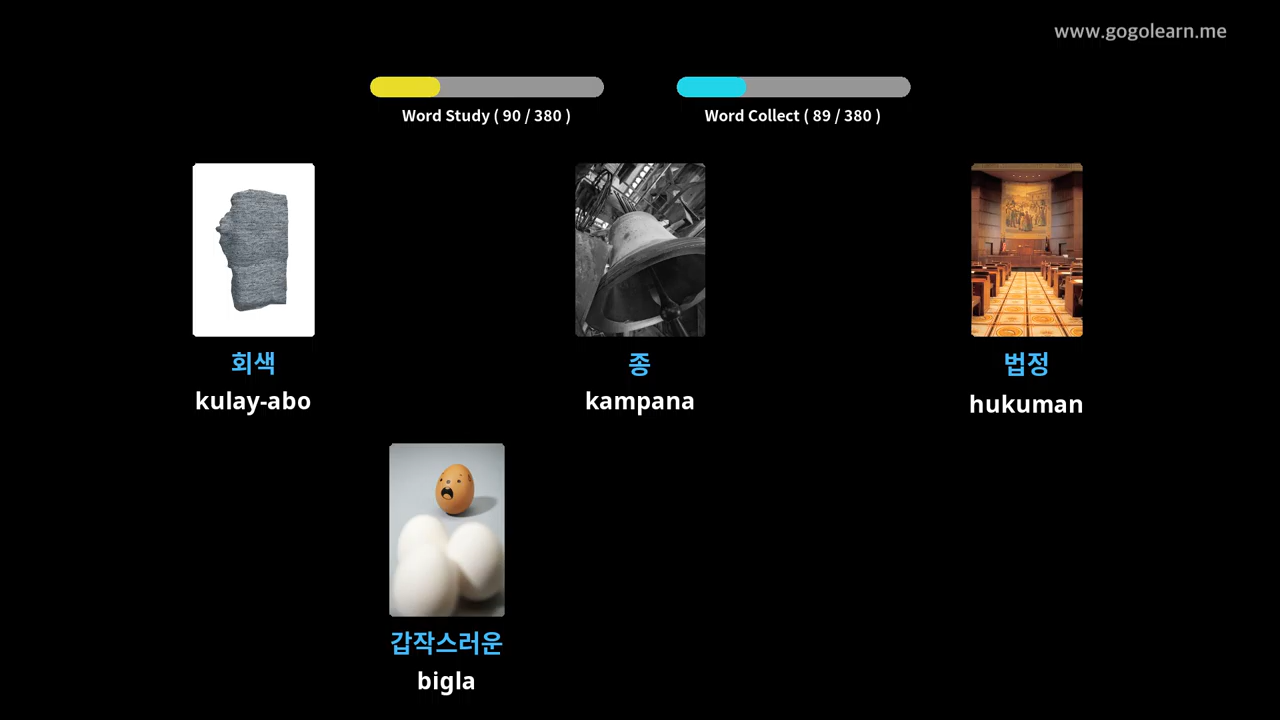 www.gogolearn.me
Word Study ( 90 / 380 )
Word Collect ( 89 / 380 )
회색
kulay-abo
종
kampana
법정
hukuman
갑작스러운
bigla